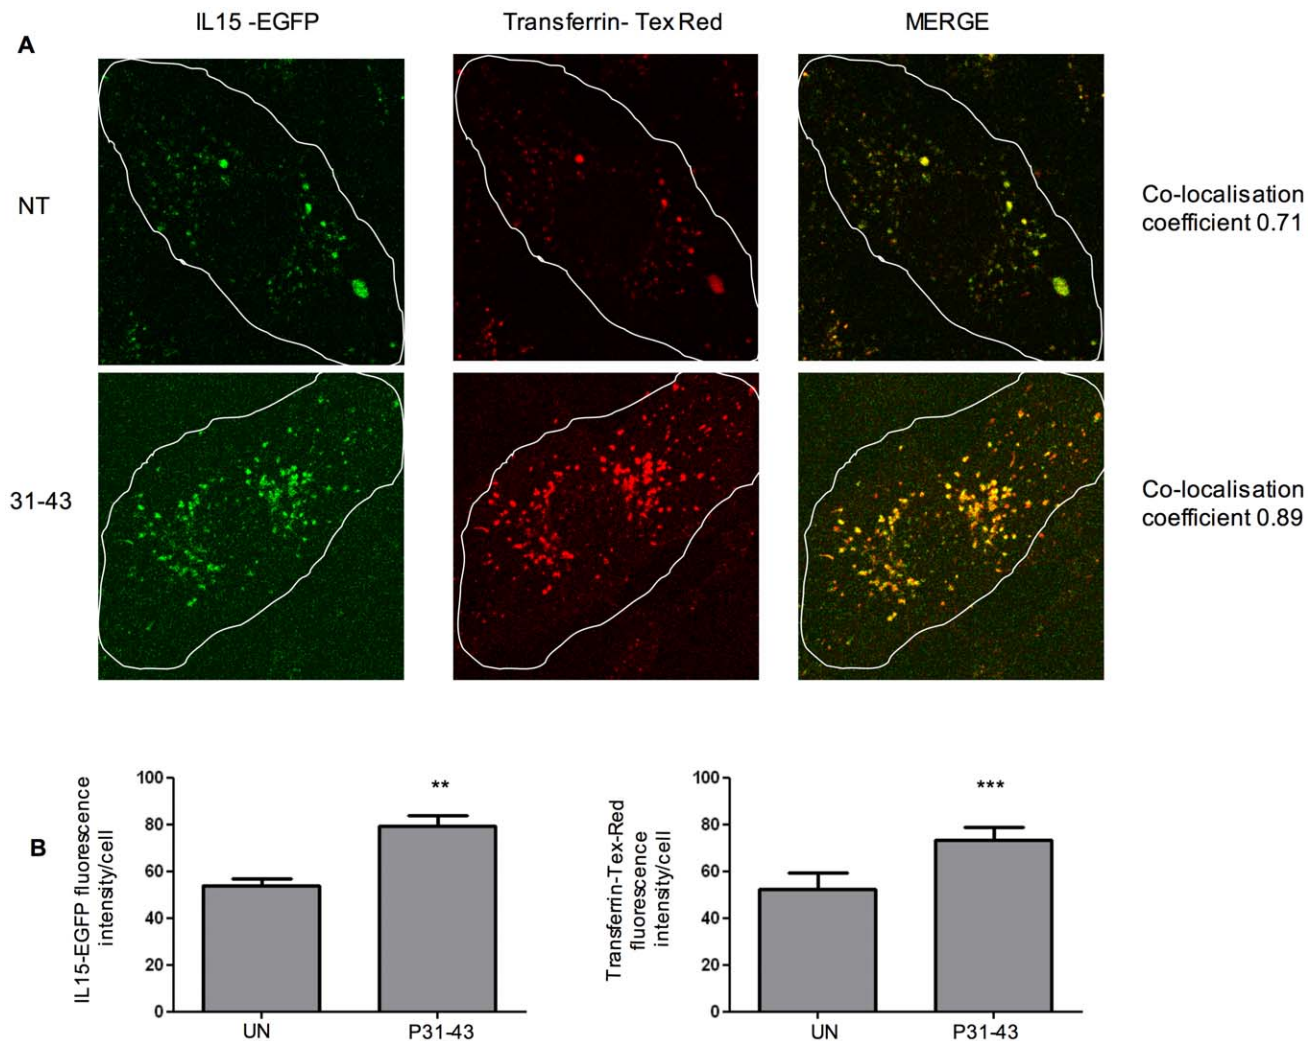 IL15 -EGFP
Transferrin- Tex Red
MERGE
A
NT
Co-localisation
coefficient 0.71
31-43
Co-localisation
coefficient 0.89
B
IL15-EGFP fluorescence
intensity/cell
100
80
60
40
20
0
**
UN
P31-43
Transferrin-Tex-Red
fluorescence
intensity/cell
100
80
60
40
20
0
***
UN
P31-43